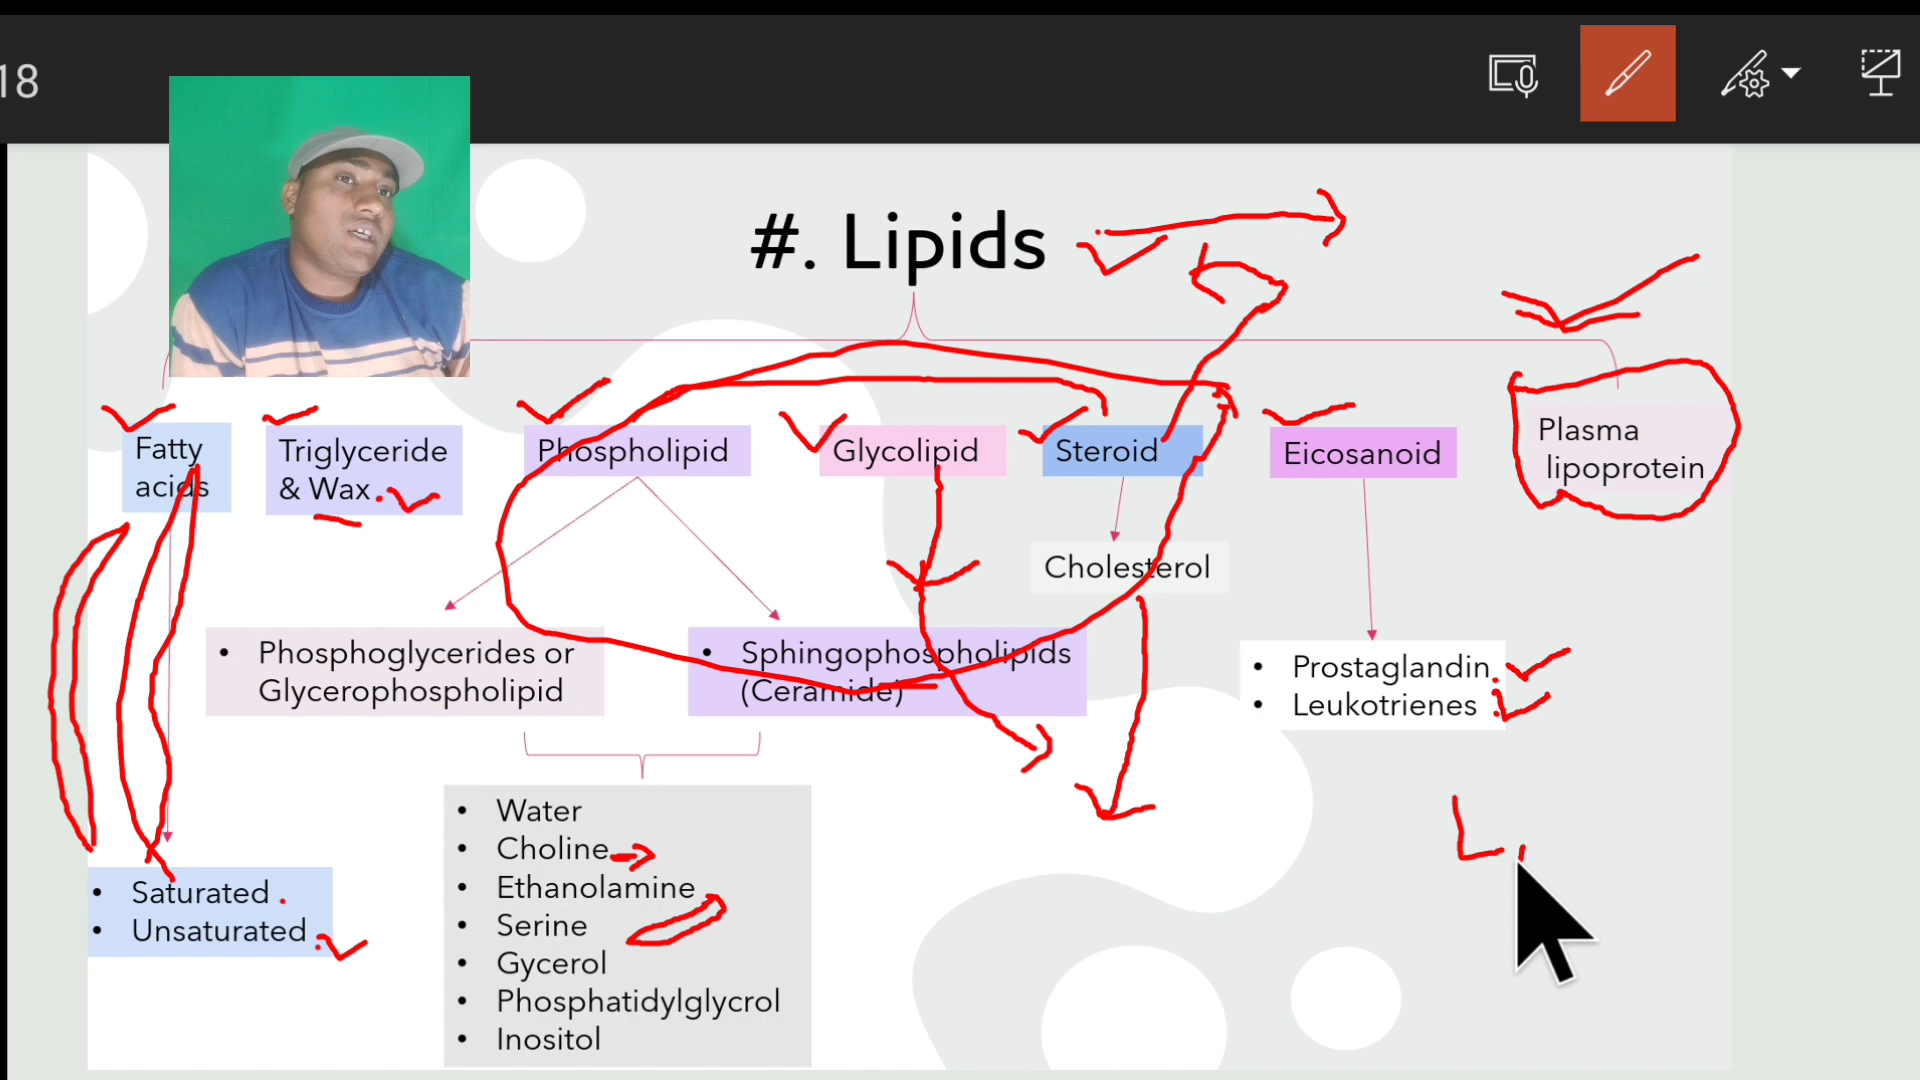 18
#. Lipids
Fatty
acids
Triglyceride
& Wax.
Phospholipid
Glycolipid
Steroid
Eicosanoid
Plasma
lipoprotein
Cholesterol
• Phosphoglycerides or
Glycerophospholipid
• Sphingophospholipids
(Ceramide)
• Prostaglandin
• Leukotrienes
• Water
• Choline
• Ethanolamine
• Serine
• Gycerol
• Phosphatidylglycrol
• Inositol
• Saturated
• Unsaturated
L